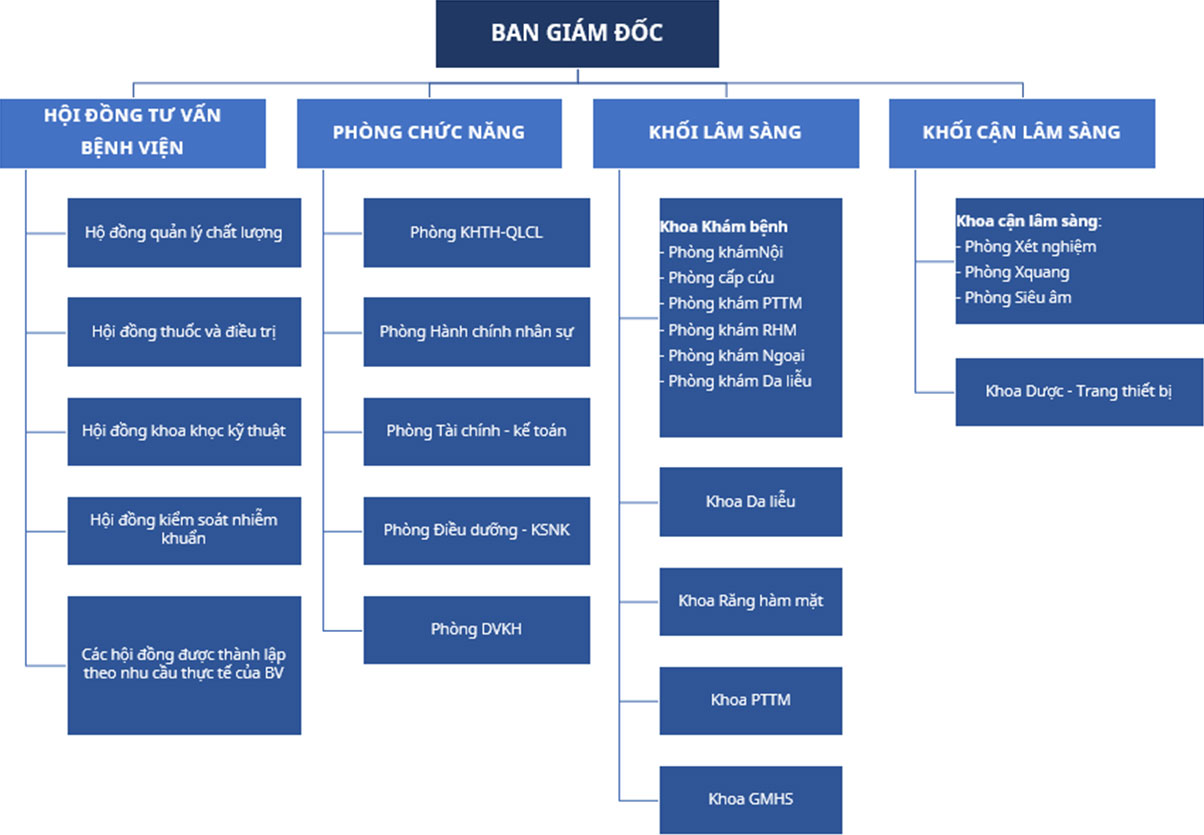 BAN GIÁM ĐỐC
HỘI ĐỒNG TƯ VẤN
BỆNH VIỆN
Hộ đồng quản lý chất lượng
Hội đồng thuốc và điều trị
Hội đồng khoa khọc kỹ thuật
Hội đồng kiểm soát nhiễm
khuẩn
Các hội đồng được thành lập
theo nhu cầu thực tế của BV
PHÒNG CHỨC NĂNG
Phòng KHTH-QLCL
Phòng Hành chính nhân sự
Phòng Tài chính - kế toán
Phòng Điều dưỡng - KSNK
Phòng DVKH
KHỐI LÂM SÀNG
Khoa Khám bệnh
- Phòng khámNội
- Phòng cấp cứu
- Phòng khám PTTM
- Phòng khám RHM
- Phòng khám Ngoại
- Phòng khám Da liễu
Khoa Da liễu
Khoa Răng hàm mặt
Khoa PTTM
Khoa GMHS
KHỐI CẬN LÂM SÀNG
Khoa cận lâm sàng:
- Phòng Xét nghiệm
- Phòng Xquang
- Phòng Siêu âm
Khoa Dược - Trang thiết bị